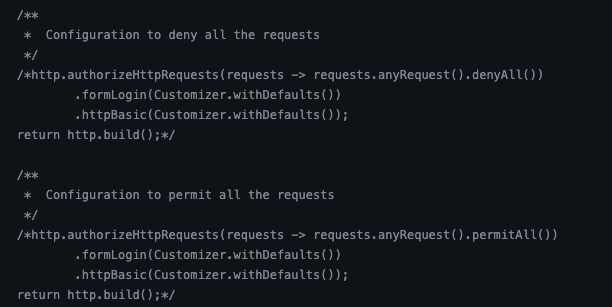 /**
 *  Configuration to deny all the requests
 */
/*http.authorizeHttpRequests(requests -> requests.anyRequest().denyAll())
        .formLogin(Customizer.withDefaults())
        .httpBasic(Customizer.withDefaults());
return http.build();*/

/**
 *  Configuration to permit all the requests
 */
/*http.authorizeHttpRequests(requests -> requests.anyRequest().permitAll())
        .formLogin(Customizer.withDefaults())
        .httpBasic(Customizer.withDefaults());
return http.build();*/